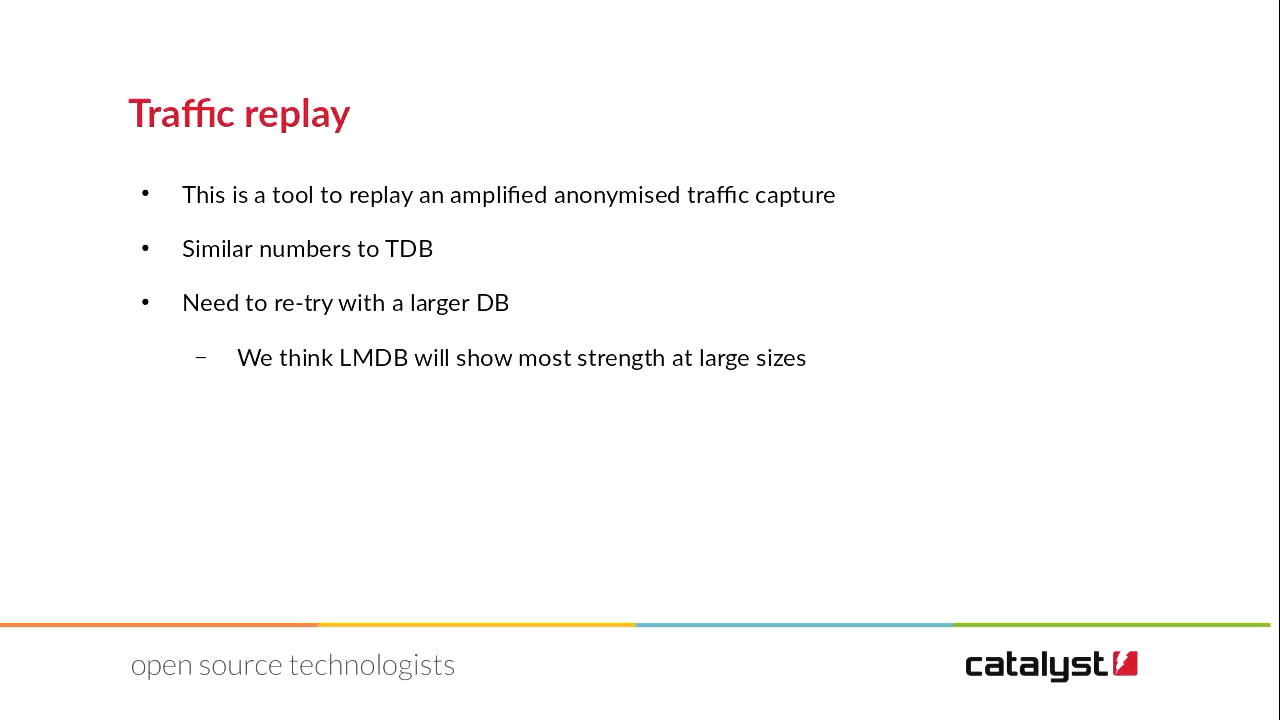 Traffic replay
• This is a tool to replay an amplified anonymised traffic capture
• Similar numbers to TDB
• Need to re-try with a larger DB
– We think LMDB will show most strength at large sizes
open source technologists
catalyst